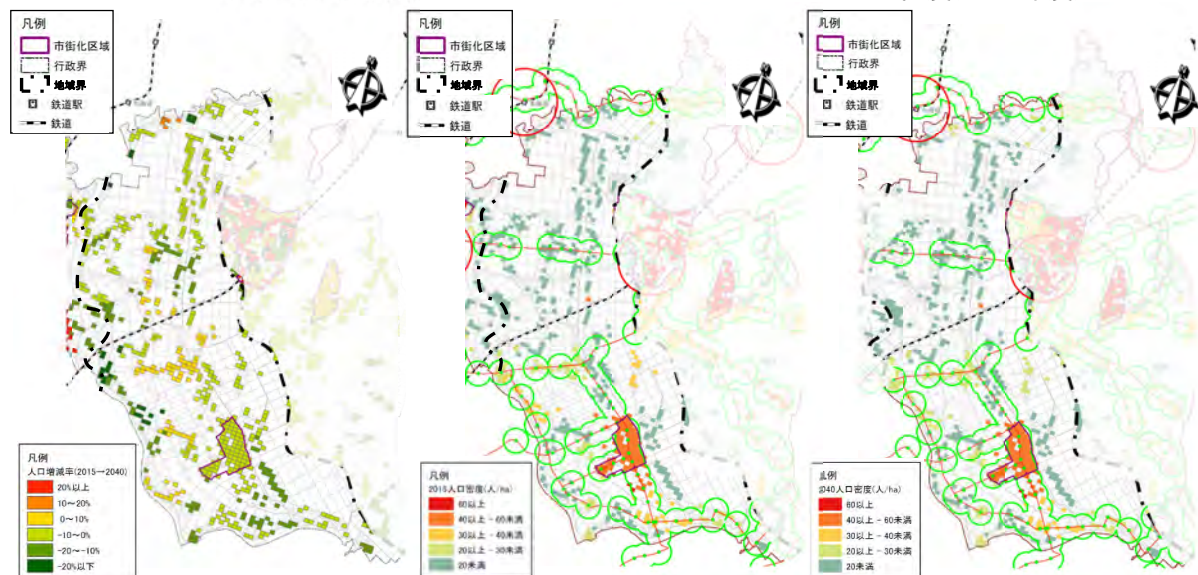 凡例
市街化区域
行政界
地域界
鉄道駅
鉄道
凡例
人口増減率(2015→2040)
20%以上
10～20%
0～10%
-10～0%
-20～-10%
-20%以下
凡例
市街化区域
行政界
地域界
鉄道駅
鉄道
凡例
2015人口密度(人/ha)
60以上
40以上 - 60未満
30以上 - 40未満
20以上 - 30未満
20未満
凡例
市街化区域
行政界
地域界
鉄道駅
鉄道
凡例
040人口密度(人/ha)
60以上
40以上 - 60未満
30以上 - 40未満
20以上 - 30未満
20未満